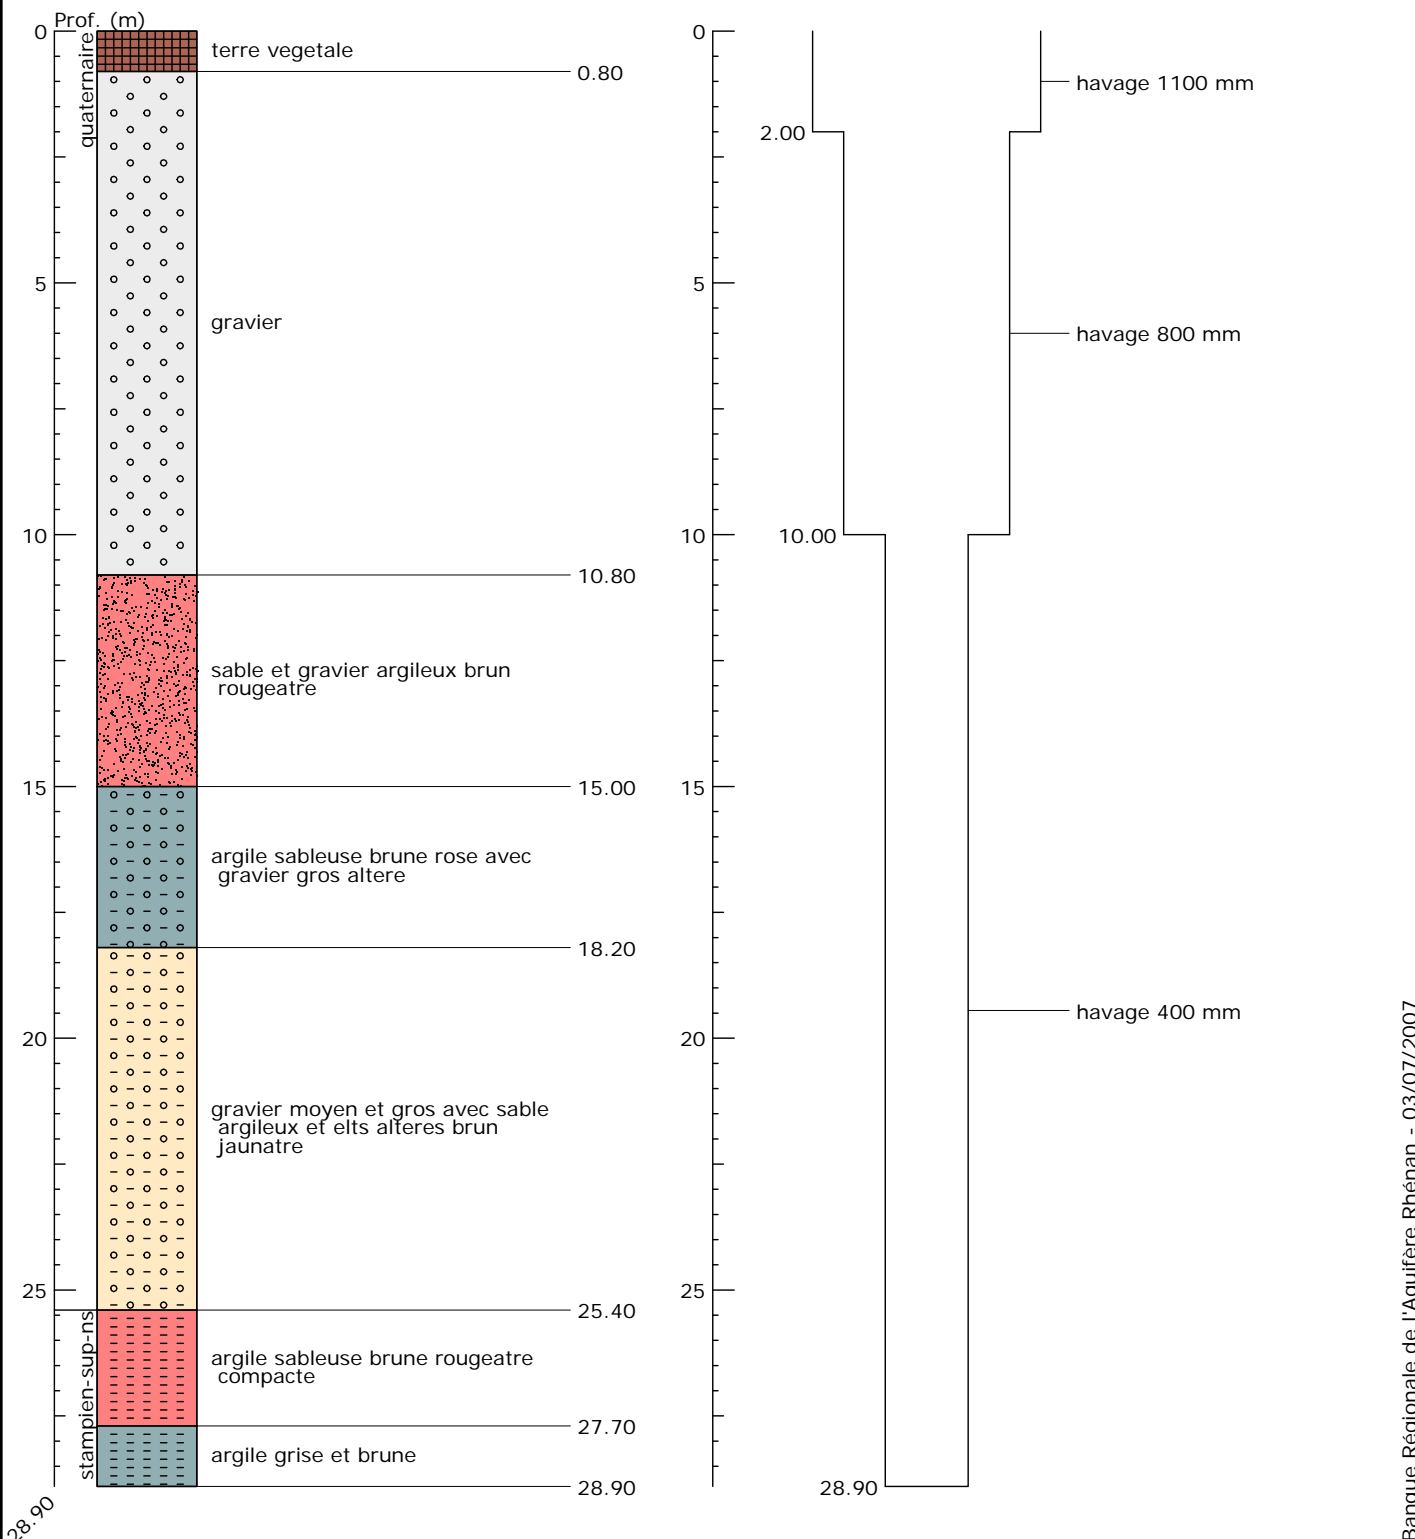 Prof. (m)
0
quaternaire
terre vegetale
0.80
5
gravier
10
10.80
sable et gravier argileux brun
rougeatre
15
15.00
argile sableuse brune rose avec
gravier gros altere
18.20
20
gravier moyen et gros avec sable
argileux et elts alteres brun
jaunatre
25
25.40
stampien-sup-ns
argile sableuse brune rougeatre
compacte
27.70
argile grise et brune
28.90
28.90
0
havage 1100 mm
2.00
5
havage 800 mm
10
10.00
15
havage 400 mm
20
25
28.90
Banque Régionale de l'Aquifère Rhénan - 03/07/2007